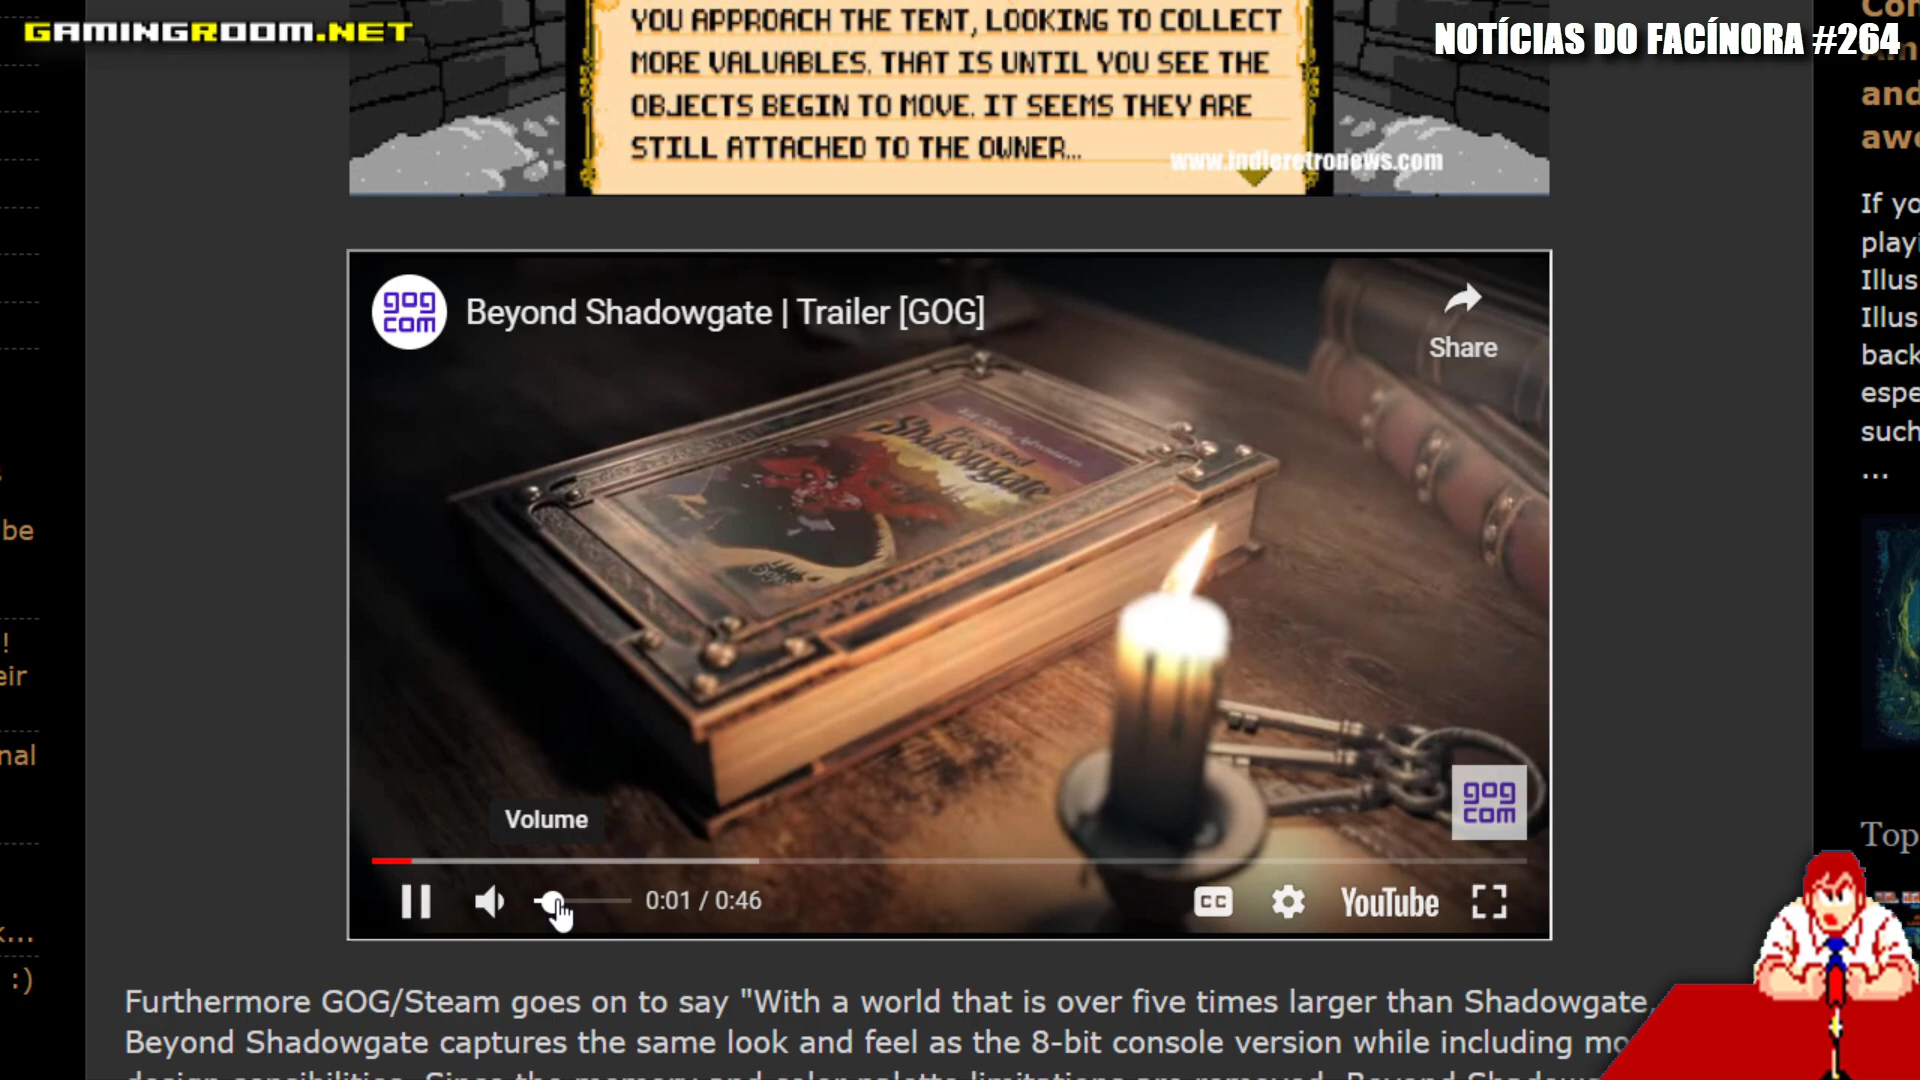 GAMINGROOM.NET
NOTÍCIAS DO FACÍNORA #264
YOU APPROACH THE TENT, LOOKING TO COLLECT
MORE VALUABLES. THAT IS UNTIL YOU SEE THE
OBJECTS BEGIN TO MOVE. IT SEEMS THEY ARE
STILL ATTACHED TO THE OWNER...
www.indieretronews.com
and
If yo
playi
Illus
Illus
back
espe
such
...
gog
com
Beyond Shadowgate | Trailer [GOG]
Share
Beyond
Shadowgate
be
!
eir
nal
k...
:)
gog
com
Volume
0:01 / 0:46
CC
YouTube
Top
Furthermore GOG/Steam goes on to say "With a world that is over five times larger than Shadowgate,
Beyond Shadowgate captures the same look and feel as the 8-bit console version while including mo